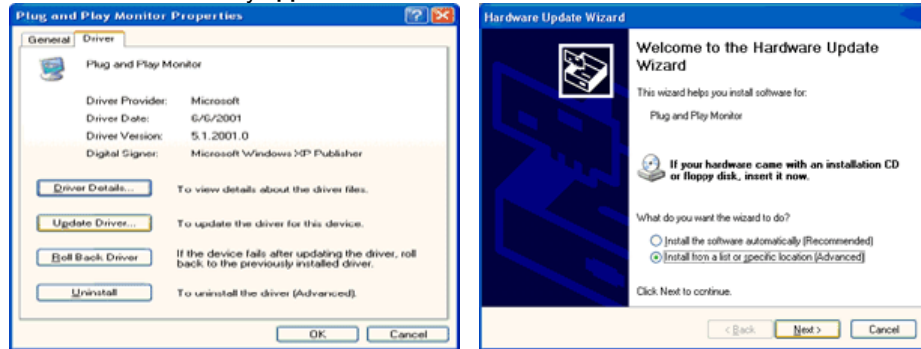 Plug and Play Monitor Properties
General
Driver
Plug and Play Monitor
Driver Provider: Microsoft
Driver Date: 6/6/2001
Driver Version: 5.1.2001.0
Digital Signer: Microsoft Windows XP Publisher
Driver Details...
To view details about the driver files.
Update Driver...
To update the driver for this device.
Roll Back Driver
If the device fails after updating the driver, roll
back to the previously installed driver.
Uninstall
To uninstall the driver (Advanced).
OK
Cancel
Hardware Update Wizard
Welcome to the Hardware Update
Wizard
This wizard helps you install software for:
Plug and Play Monitor
If your hardware came with an installation CD
or floppy disk, insert it now.
What do you want the wizard to do?
Install the software automatically (Recommended)
Install from a list or specific location (Advanced)
Click Next to continue.
< Back
Next >
Cancel